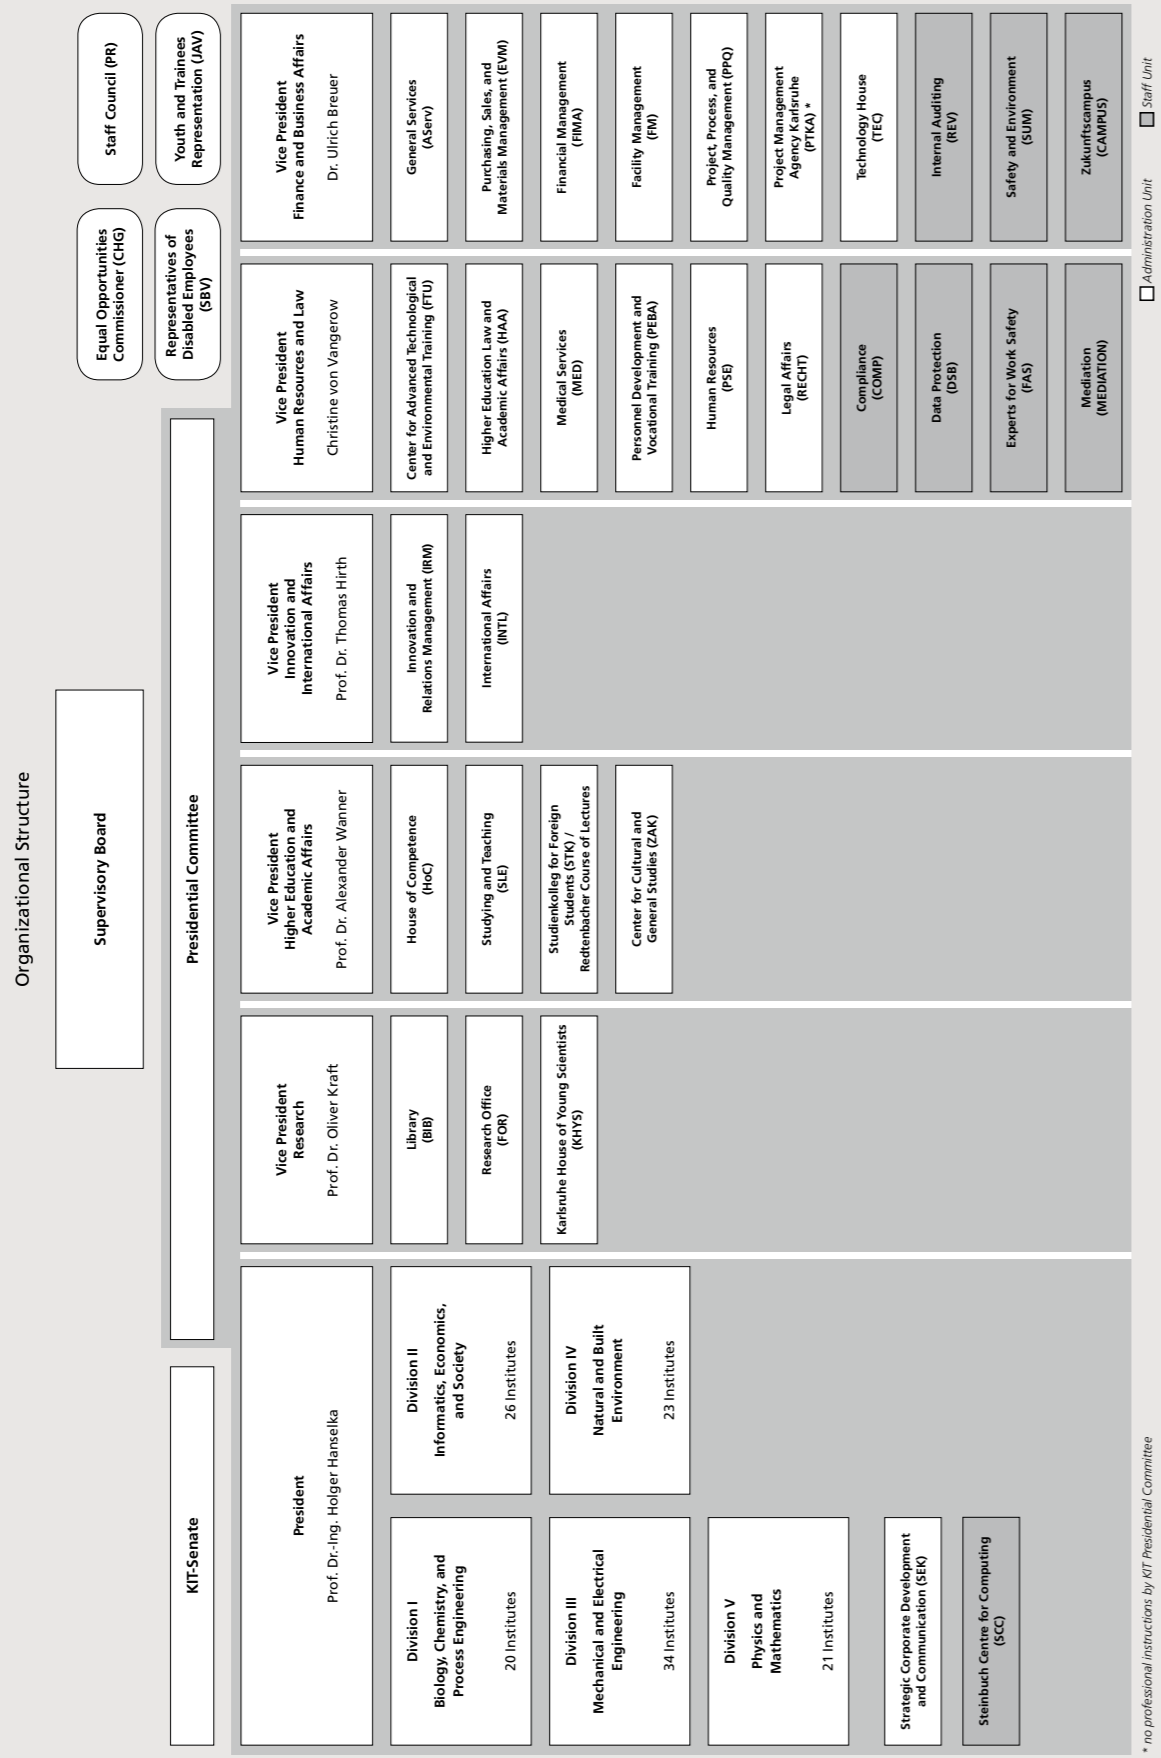 Organizational Structure
Supervisory Board
Equal Opportunities
Commissioner (CHG)
Staff Council (PR)
Representatives of
Disabled Employees
(SBV)
Youth and Trainees
Representation (JAV)
KIT-Senate
Presidential Committee
President
Prof. Dr.-Ing. Holger Hanselka
Division I
Biology, Chemistry, and
Process Engineering
20 Institutes
Division II
Informatics, Economics,
and Society
26 Institutes
Division III
Mechanical and Electrical
Engineering
34 Institutes
Division IV
Natural and Built
Environment
23 Institutes
Division V
Physics and
Mathematics
21 Institutes
Strategic Corporate Development
and Communication (SEK)
Steinbuch Centre for Computing
(SCC)
Vice President
Research
Prof. Dr. Oliver Kraft
Library
(BIB)
Research Office
(FOR)
Karlsruhe House of Young Scientists
(KHYS)
Vice President
Higher Education and
Academic Affairs
Prof. Dr. Alexander Wanner
House of Competence
(HoC)
Studying and Teaching
(SLE)
Studienkolleg for Foreign
Students (STK) /
Redtenbacher Course of Lectures
Center for Cultural and
General Studies (ZAK)
Vice President
Innovation and
International Affairs
Prof. Dr. Thomas Hirth
Innovation and
Relations Management (IRM)
International Affairs
(INTL)
Vice President
Human Resources and Law
Christine von Vangerow
Center for Advanced Technological
and Environmental Training (FTU)
Higher Education Law and
Academic Affairs (HAA)
Medical Services
(MED)
Personnel Development and
Vocational Training (PEBA)
Human Resources
(PSE)
Legal Affairs
(RECHT)
Compliance
(COMP)
Data Protection
(DSB)
Experts for Work Safety
(FAS)
Mediation
(MEDIATION)
Vice President
Finance and Business Affairs
Dr. Ulrich Breuer
General Services
(AServ)
Purchasing, Sales, and
Materials Management (EVM)
Financial Management
(FIMA)
Facility Management
(FM)
Project, Process, and
Quality Management (PPQ)
Project Management
Agency Karlsruhe
(PTKA) *
Technology House
(TEC)
Internal Auditing
(REV)
Safety and Environment
(SUM)
Zukunftscampus
(CAMPUS)
* no professional instructions by KIT Presidential Committee
Administration Unit
Staff Unit